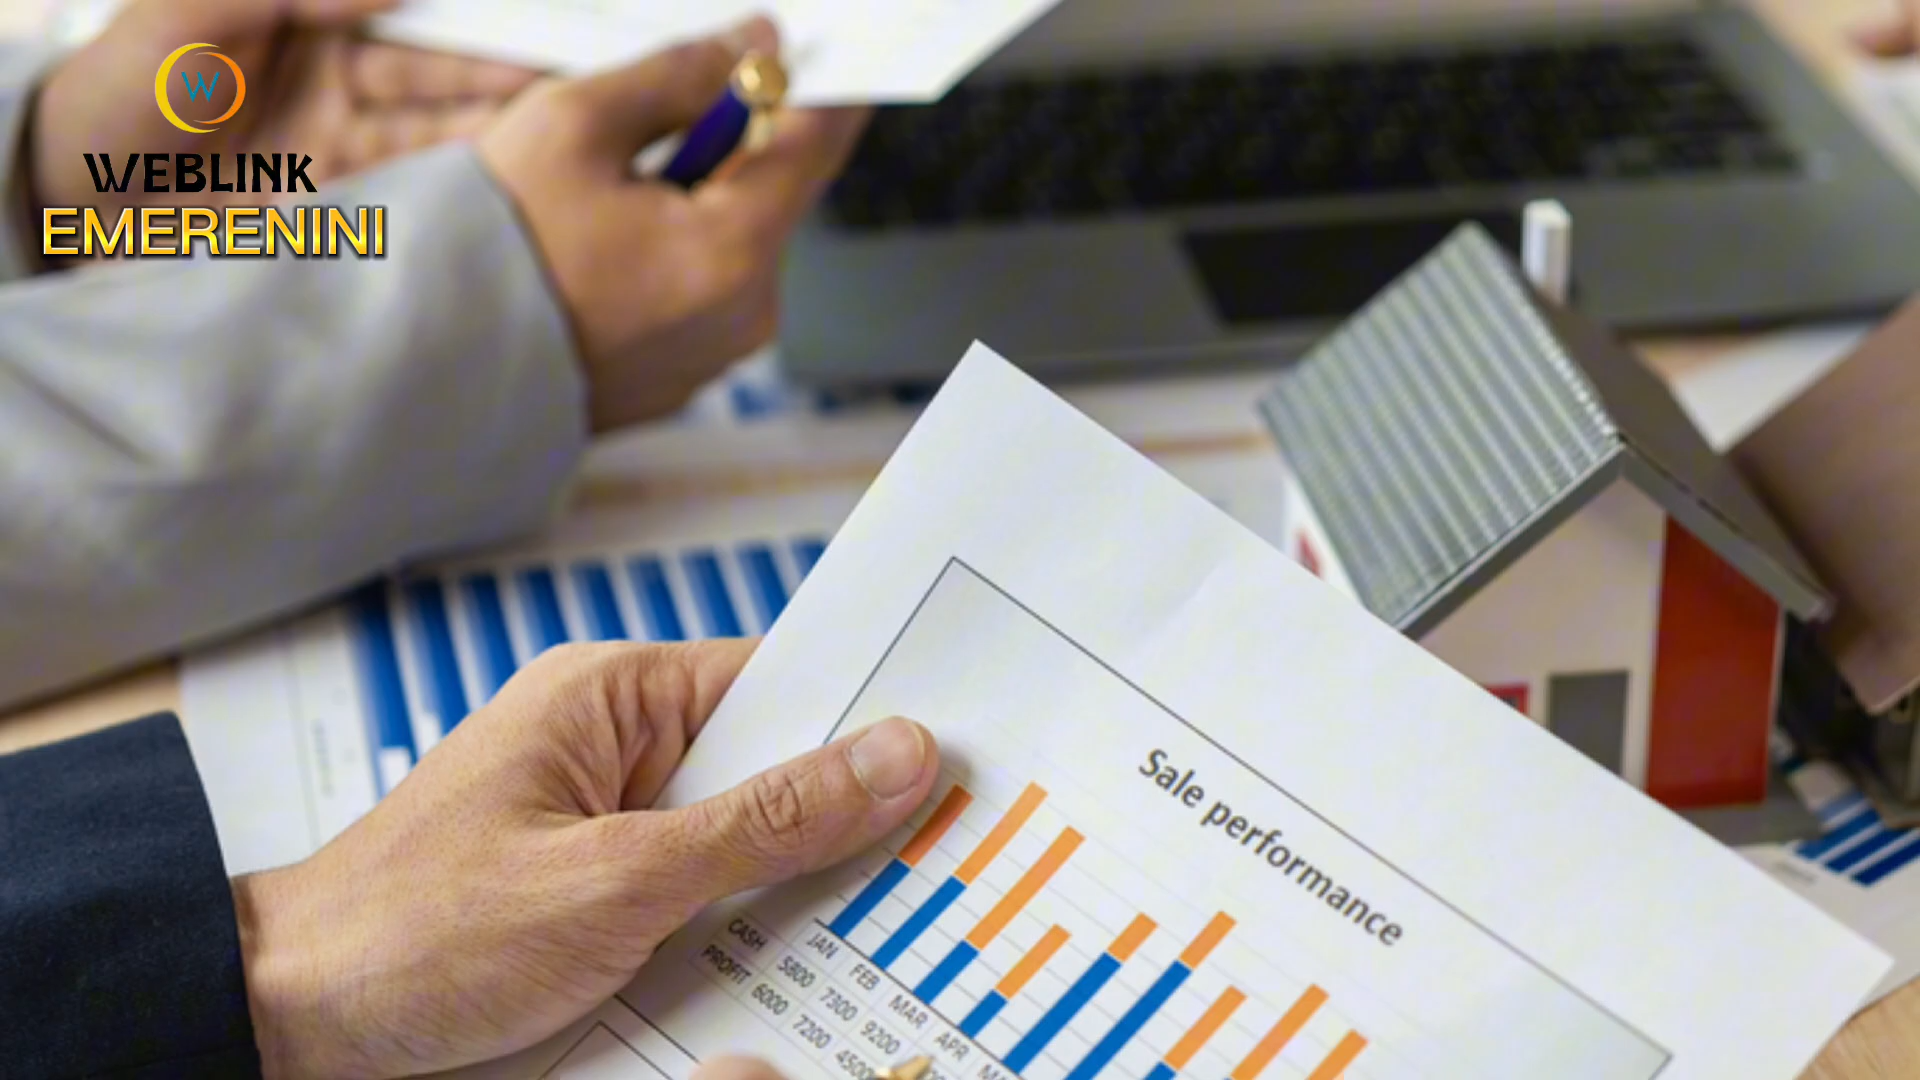 W
WEBLINK
EMERENINI
Sale performance
JAN FEB MAR APR
CASH 5800 7300 9200
PROFIT 6000 7200